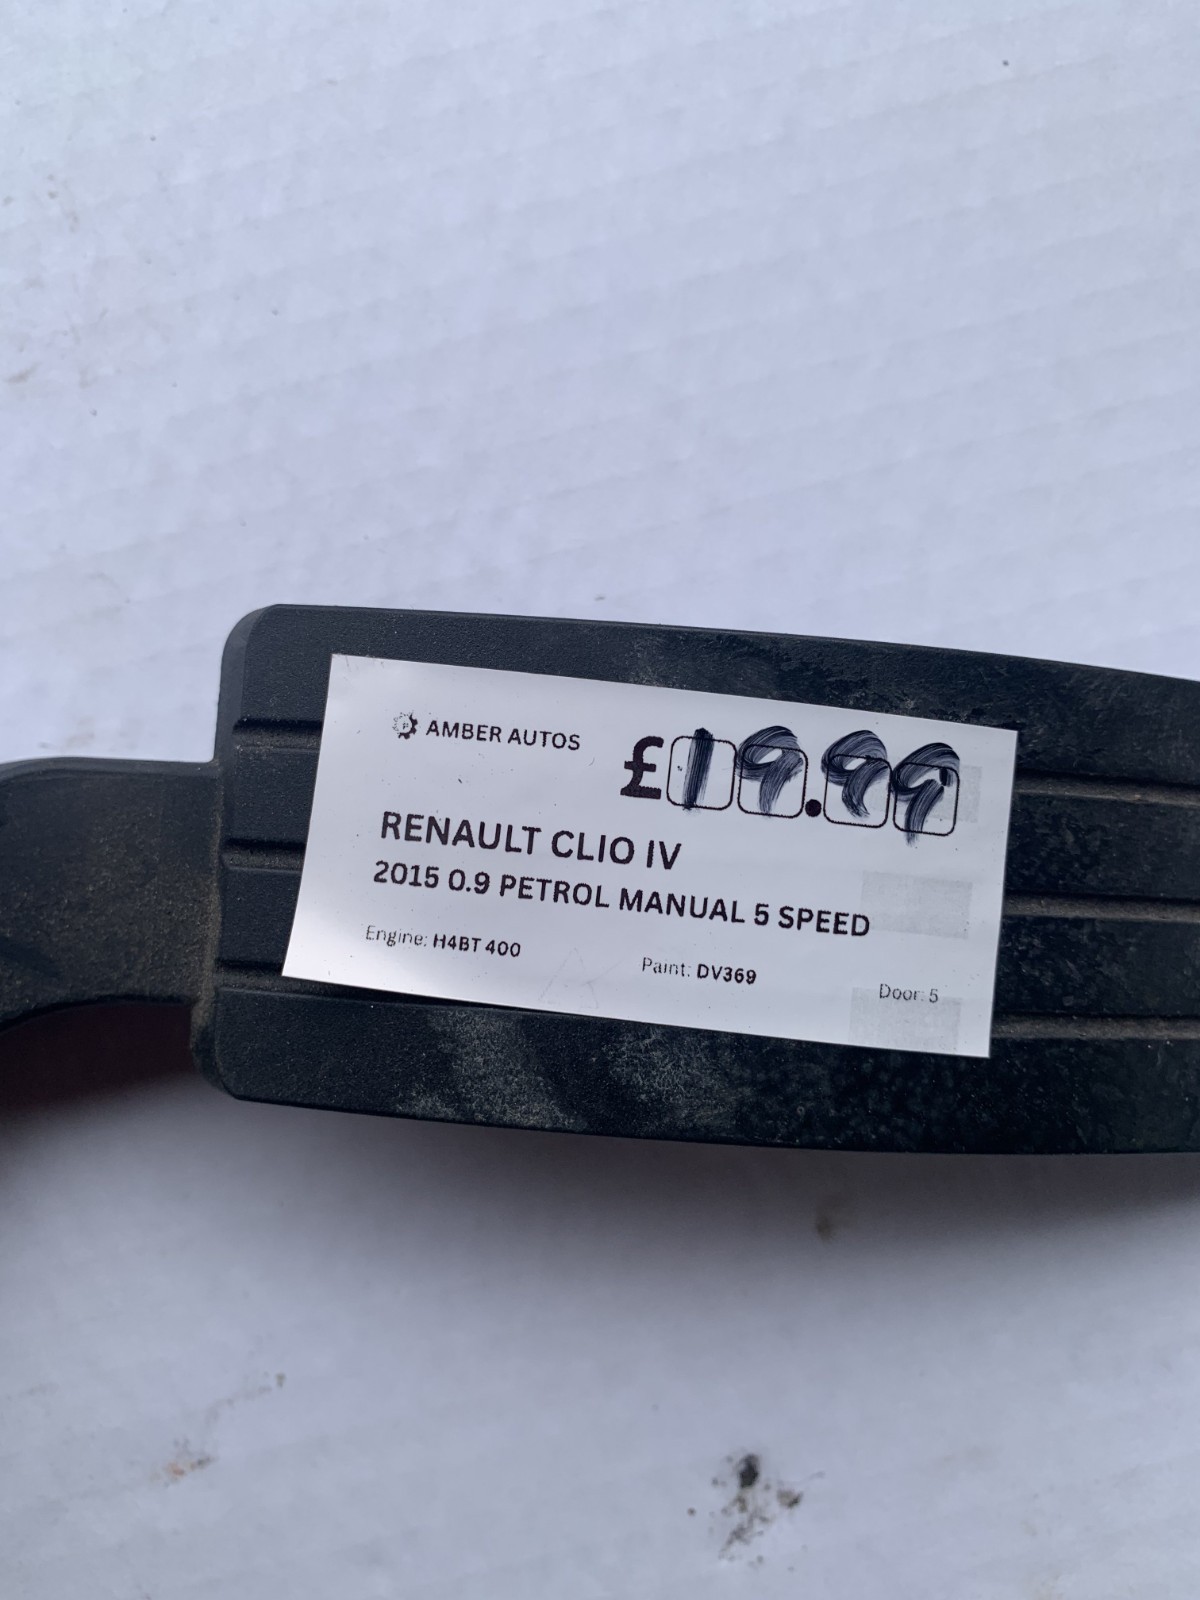 AMBER AUTOS
£19.99
RENAULT CLIO IV
2015 0.9 PETROL MANUAL 5 SPEED
Engine: H4BT 400
Paint: DV369
Door: 5